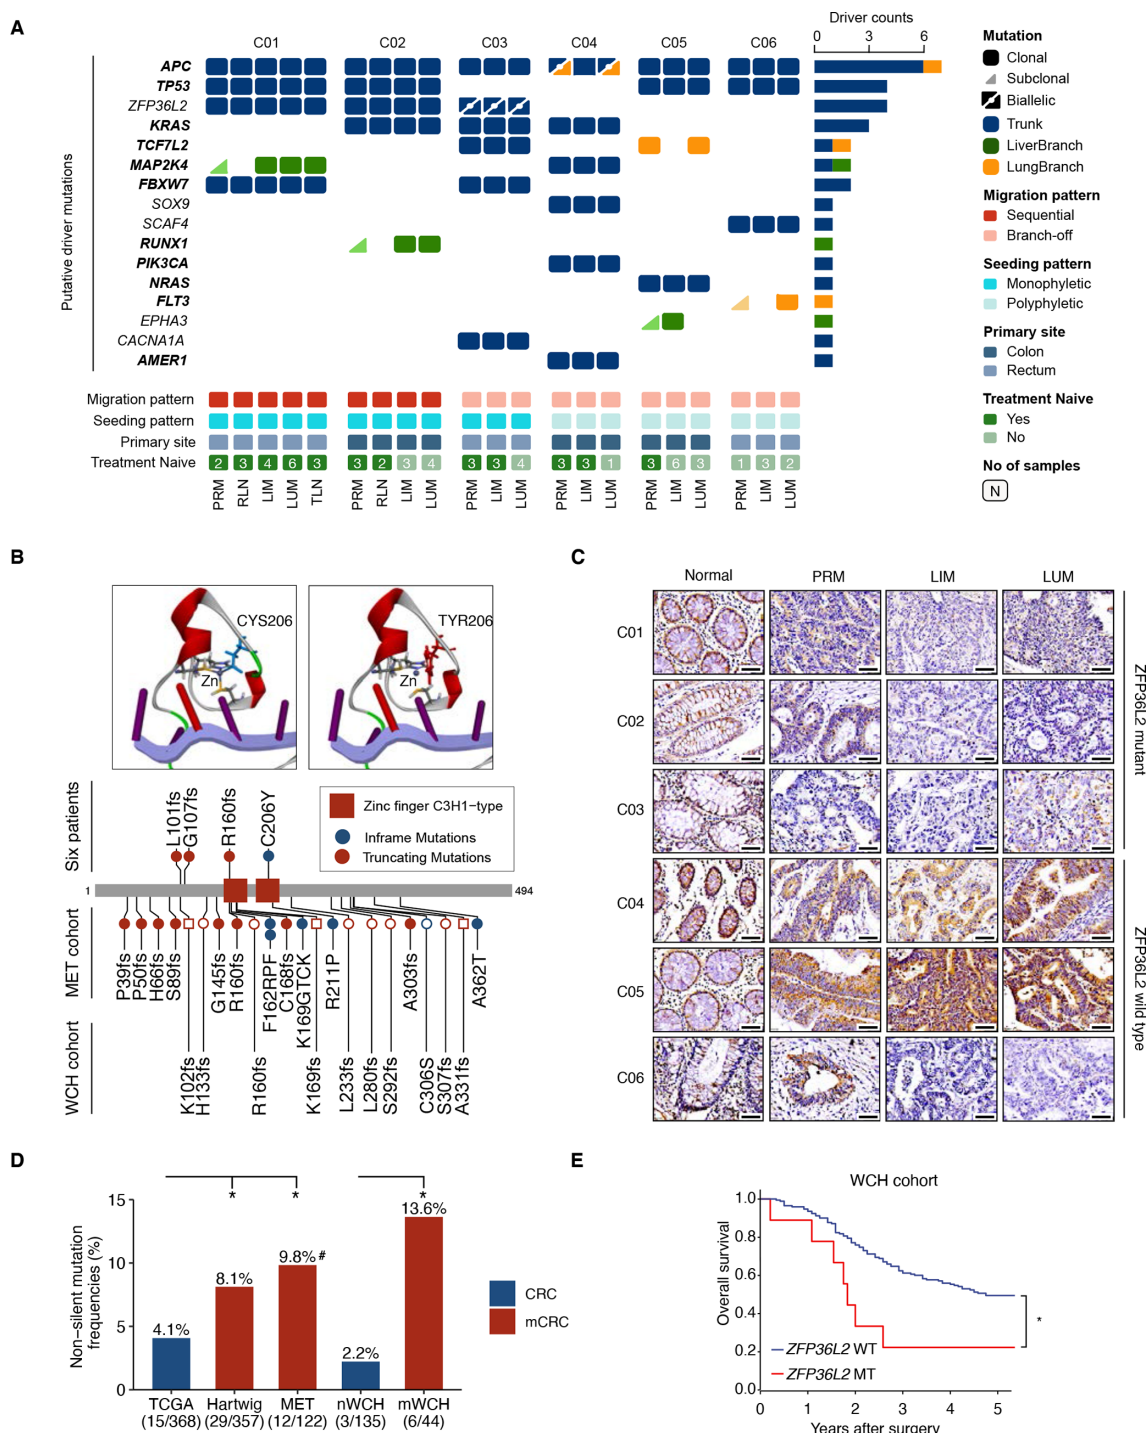 A
Driver counts
0 3 6
C01 C02 C03 C04 C05 C06
Putative driver mutations
APC
TP53
ZFP36L2
KRAS
TCF7L2
MAP2K4
FBXW7
SOX9
SCAF4
RUNX1
PIK3CA
NRAS
FLT3
EPHA3
CACNA1A
AMER1
Migration pattern
Seeding pattern
Primary site
Treatment Naive
2 3 4 6 3 3 2 3 4 3 3 4 3 3 1 3 6 3 1 3 2
PRM RLN LIM LUM TLN PRM RLN LIM LUM PRM LIM LUM PRM LIM LUM PRM LIM LUM PRM LIM LUM
Mutation
Clonal
Subclonal
Biallelic
Trunk
LiverBranch
LungBranch
Migration pattern
Sequential
Branch-off
Seeding pattern
Monophyletic
Polyphyletic
Primary site
Colon
Rectum
Treatment Naive
Yes
No
No of samples
N
B
CYS206
Zn
TYR206
Zn
Six patients
L101fs
G107fs
R160fs
C206Y
Zinc finger C3H1-type
Inframe Mutations
Truncating Mutations
1
494
MET cohort
P39fs
P50fs
H66fs
S89fs
G145fs
R160fs
F162RPF
C168fs
K169GTCK
R211P
A303fs
A362T
WCH cohort
K102fs
H133fs
R160fs
K169fs
L233fs
L280fs
S292fs
C306S
S307fs
A331fs
C
Normal PRM LIM LUM
C01
C02
C03
C04
C05
C06
ZFP36L2 mutant
ZFP36L2 wild type
D
Non-silent mutation
frequencies (%)
15
10
5
0
* * *
4.1%
8.1%
9.8% #
2.2%
13.6%
TCGA Hartwig MET nWCH mWCH
(15/368) (29/357) (12/122) (3/135) (6/44)
CRC
mCRC
E
WCH cohort
Overall survival
1.0
0.8
0.6
0.4
0.2
0.0
ZFP36L2 WT
ZFP36L2 MT
*
0 1 2 3 4 5
Years after surgery